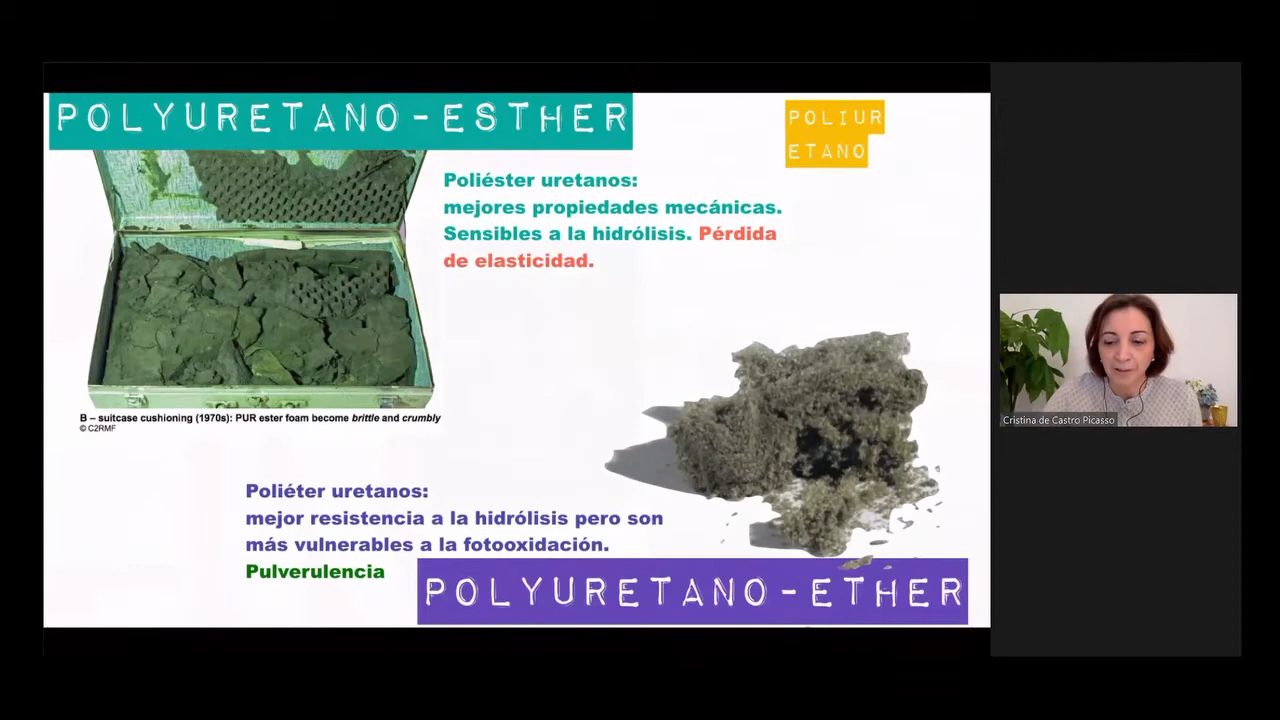 POLYURETANO-ESTHER
POLIUR
ETANO
Poliéster uretanos:
mejores propiedades mecánicas.
Sensibles a la hidrólisis. Pérdida
de elasticidad.
B – suitcase cushioning (1970s): PUR ester foam become brittle and crumbly
© C2RMF
Cristina de Castro Picasso
Poliéter uretanos:
mejor resistencia a la hidrólisis pero son
más vulnerables a la fotooxidación.
Pulverulencia
POLYURETANO-ETHER